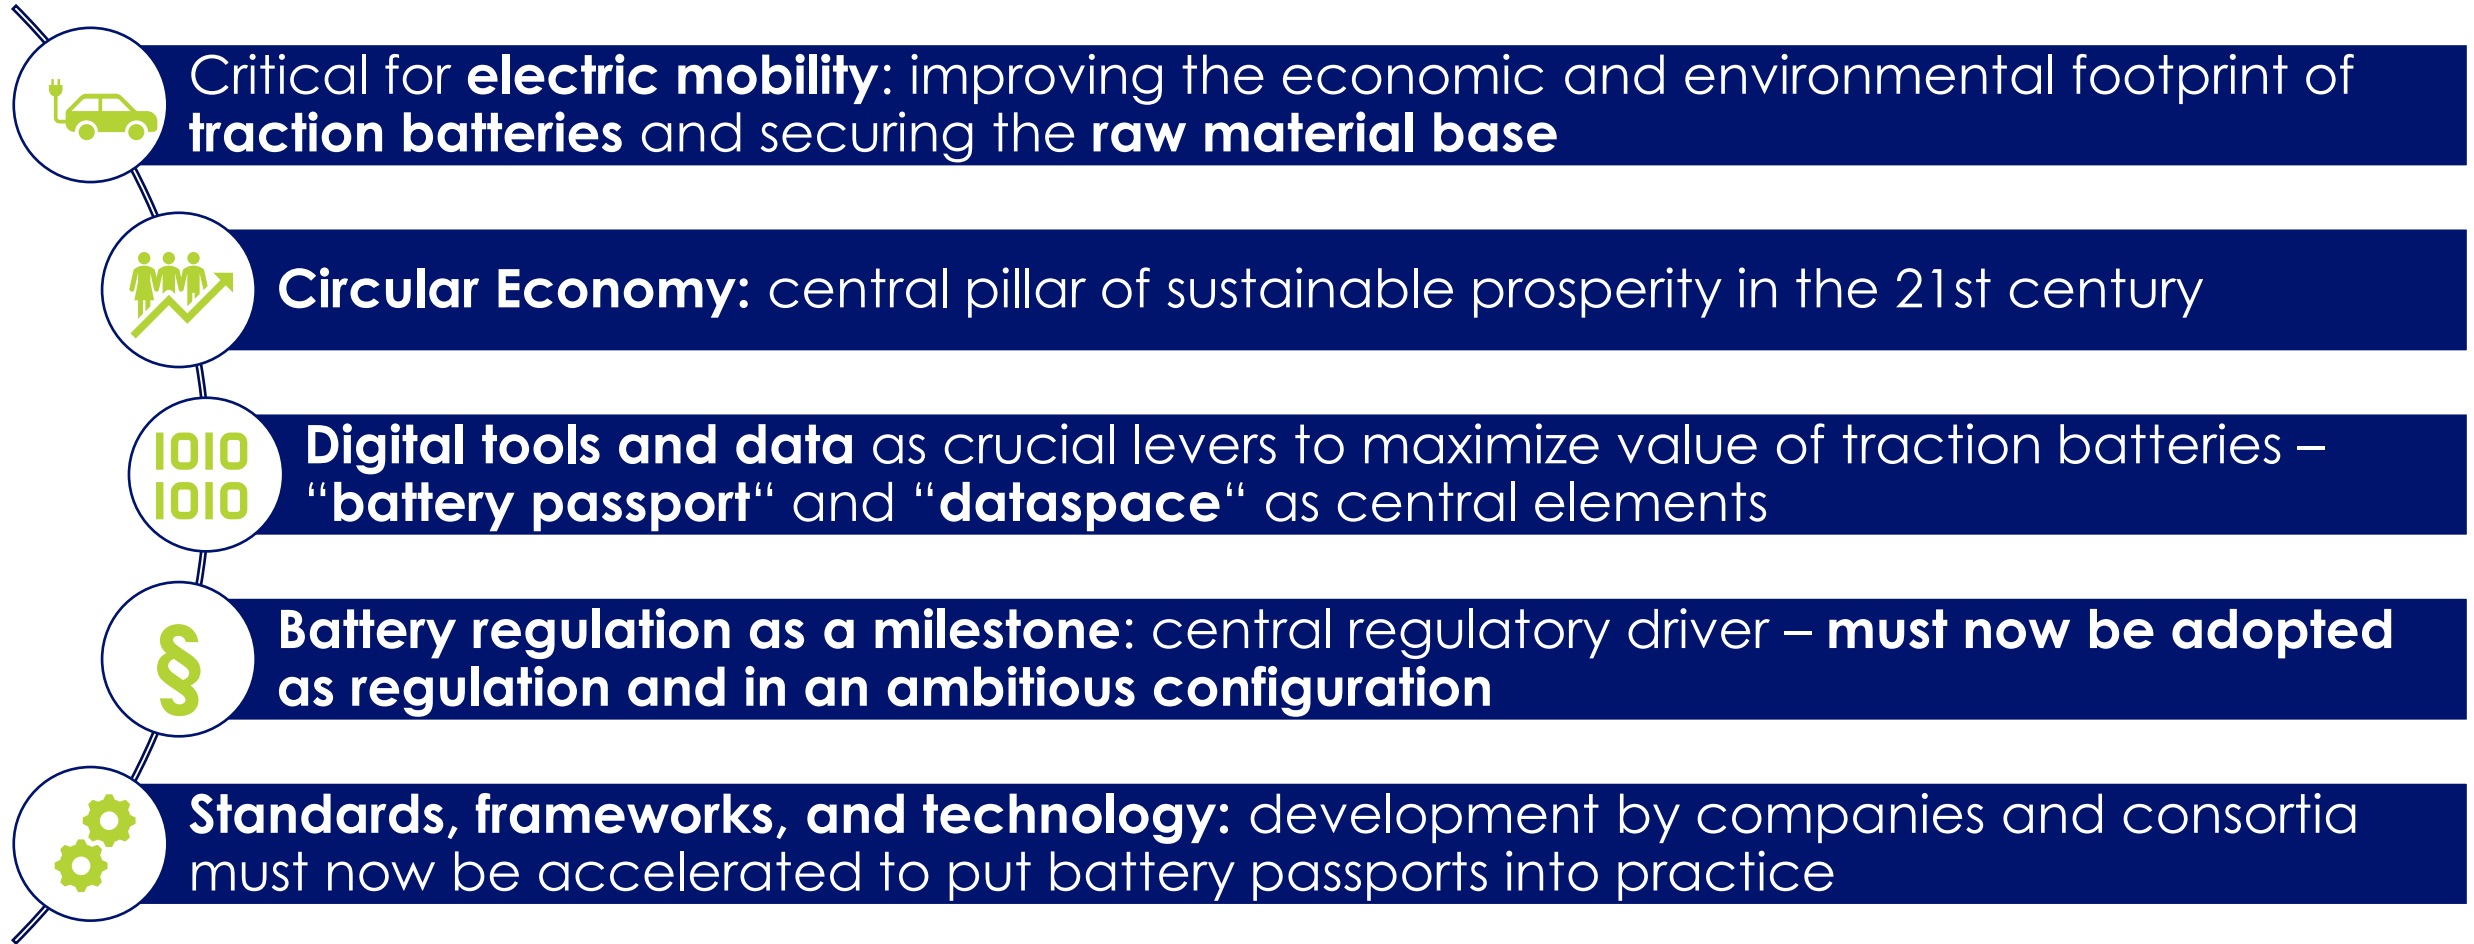 Critical for electric mobility: improving the economic and environmental footprint of
traction batteries and securing the raw material base
Circular Economy: central pillar of sustainable prosperity in the 21st century
1010
1010
Digital tools and data as crucial levers to maximize value of traction batteries –
“battery passport“ and “dataspace“ as central elements
§
Battery regulation as a milestone: central regulatory driver – must now be adopted
as regulation and in an ambitious configuration
Standards, frameworks, and technology: development by companies and consortia
must now be accelerated to put battery passports into practice